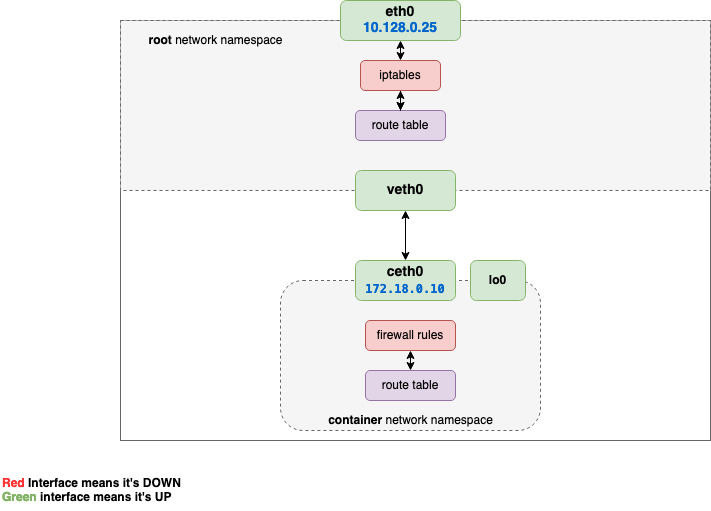 eth0
10.128.0.25
root network namespace
iptables
route table
veth0
ceth0
172.18.0.10
lo0
firewall rules
route table
container network namespace
Red Interface means it's DOWN
Green interface means it's UP